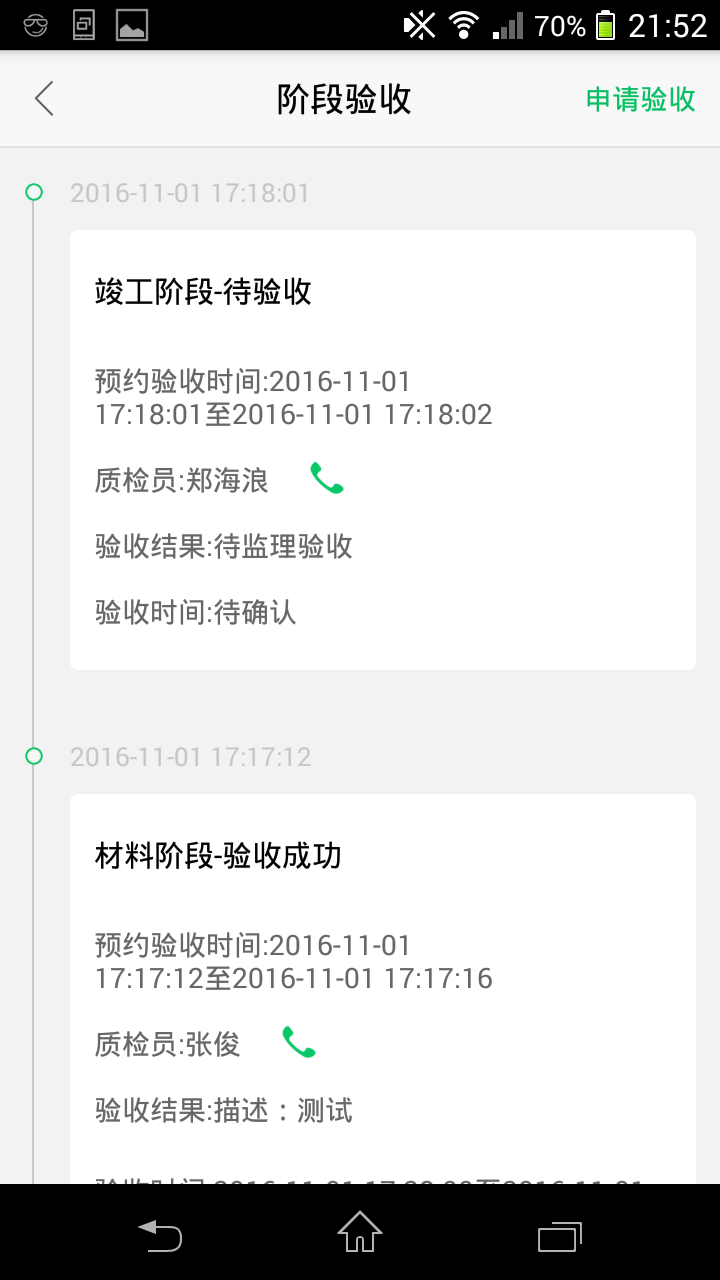 70% 21:52
阶段验收 申请验收
2016-11-01 17:18:01
竣工阶段-待验收
预约验收时间:2016-11-01
17:18:01至2016-11-01 17:18:02
质检员:郑海浪
验收结果:待监理验收
验收时间:待确认
2016-11-01 17:17:12
材料阶段-验收成功
预约验收时间:2016-11-01
17:17:12至2016-11-01 17:17:16
质检员:张俊
验收结果:描述：测试